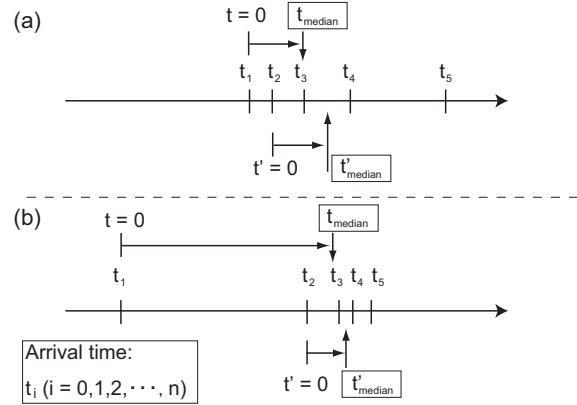 (a)
t = 0
t_median
t_1 t_2 t_3 t_4 t_5
t' = 0
t'_median
(b)
t = 0
t_median
t_1 t_2 t_3 t_4 t_5
t' = 0
t'_median
Arrival time:
t_i (i = 0,1,2,···, n)